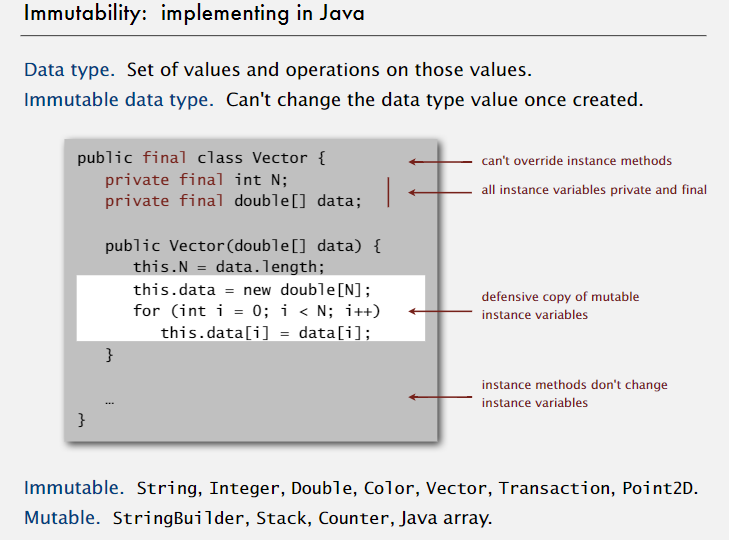 Immutability: implementing in Java
Data type. Set of values and operations on those values.
Immutable data type. Can't change the data type value once created.
public final class Vector {
can't override instance methods
private final int N;
private final double[] data;
all instance variables private and final
public Vector(double[] data) {
this.N = data.length;
this.data = new double[N];
for (int i = 0; i < N; i++)
this.data[i] = data[i];
defensive copy of mutable
instance variables
}
…
instance methods don't change
instance variables
}
Immutable. String, Integer, Double, Color, Vector, Transaction, Point2D.
Mutable. StringBuilder, Stack, Counter, Java array.